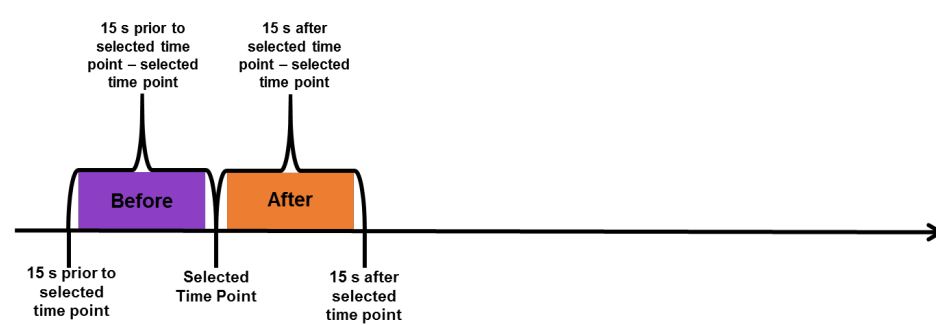 15 s prior to
selected time
point – selected
time point
15 s after
selected time
point – selected
time point
Before
After
15 s prior to
selected
time point
Selected
Time Point
15 s after
selected
time point